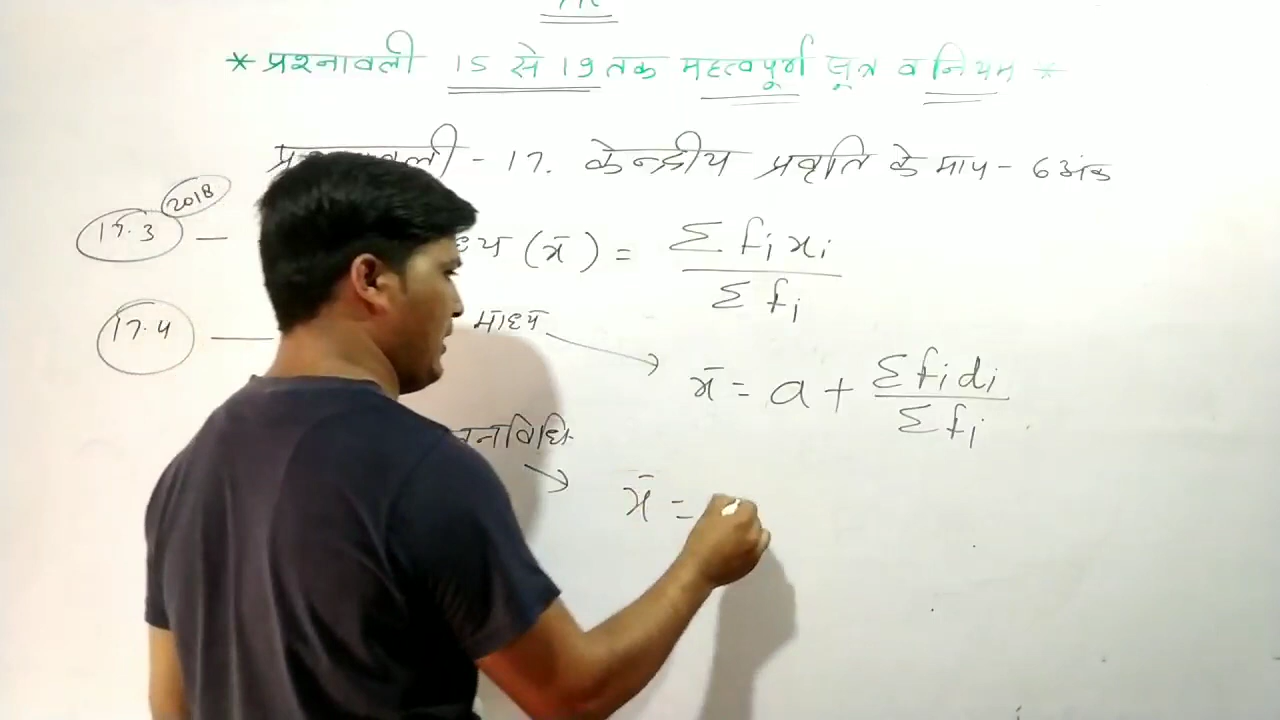 * प्रश्नावली 15 से 19 तक महत्वपूर्ण सूत्र व नियम *
- 17. केन्द्रीय प्रवृति के माप - 6 अंक
2018
17.3 — (x̄) = Σfᵢxᵢ / Σfᵢ
17.4 — माध्य → x̄ = a + Σfᵢdᵢ / Σfᵢ
→ x̄ =